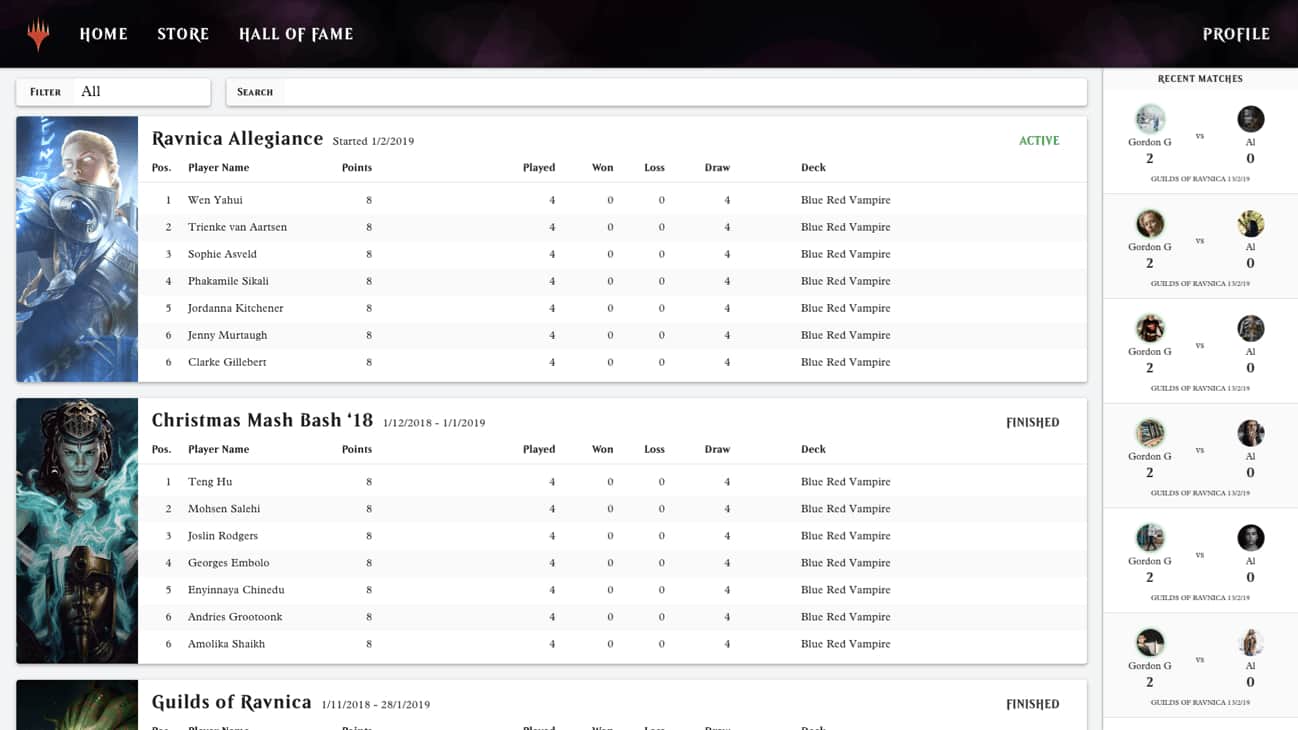 HOME STORE HALL OF FAME PROFILE
FILTER All SEARCH
Ravnica Allegiance Started 1/2/2019 ACTIVE
Pos. Player Name Points Played Won Loss Draw Deck
1 Wen Yahui 8 4 0 0 4 Blue Red Vampire
2 Trienke van Aartsen 8 4 0 0 4 Blue Red Vampire
3 Sophie Asveld 8 4 0 0 4 Blue Red Vampire
4 Phakamile Sikali 8 4 0 0 4 Blue Red Vampire
5 Jordanna Kitchener 8 4 0 0 4 Blue Red Vampire
6 Jenny Murtaugh 8 4 0 0 4 Blue Red Vampire
6 Clarke Gillebert 8 4 0 0 4 Blue Red Vampire
Christmas Mash Bash ‘18 1/12/2018 - 1/1/2019 FINISHED
Pos. Player Name Points Played Won Loss Draw Deck
1 Teng Hu 8 4 0 0 4 Blue Red Vampire
2 Mohsen Salehi 8 4 0 0 4 Blue Red Vampire
3 Joslin Rodgers 8 4 0 0 4 Blue Red Vampire
4 Georges Embolo 8 4 0 0 4 Blue Red Vampire
5 Enyinnaya Chinedu 8 4 0 0 4 Blue Red Vampire
6 Andries Grootoonk 8 4 0 0 4 Blue Red Vampire
6 Amolika Shaikh 8 4 0 0 4 Blue Red Vampire
Guilds of Ravnica 1/11/2018 - 28/1/2019 FINISHED
Pos. Player Name Points Played Won Loss Draw Deck
RECENT MATCHES
vs
Gordon G Al
2 0
GUILDS OF RAVNICA 13/2/19
vs
Gordon G Al
2 0
GUILDS OF RAVNICA 13/2/19
vs
Gordon G Al
2 0
GUILDS OF RAVNICA 13/2/19
vs
Gordon G Al
2 0
GUILDS OF RAVNICA 13/2/19
vs
Gordon G Al
2 0
GUILDS OF RAVNICA 13/2/19
vs
Gordon G Al
2 0
GUILDS OF RAVNICA 13/2/19